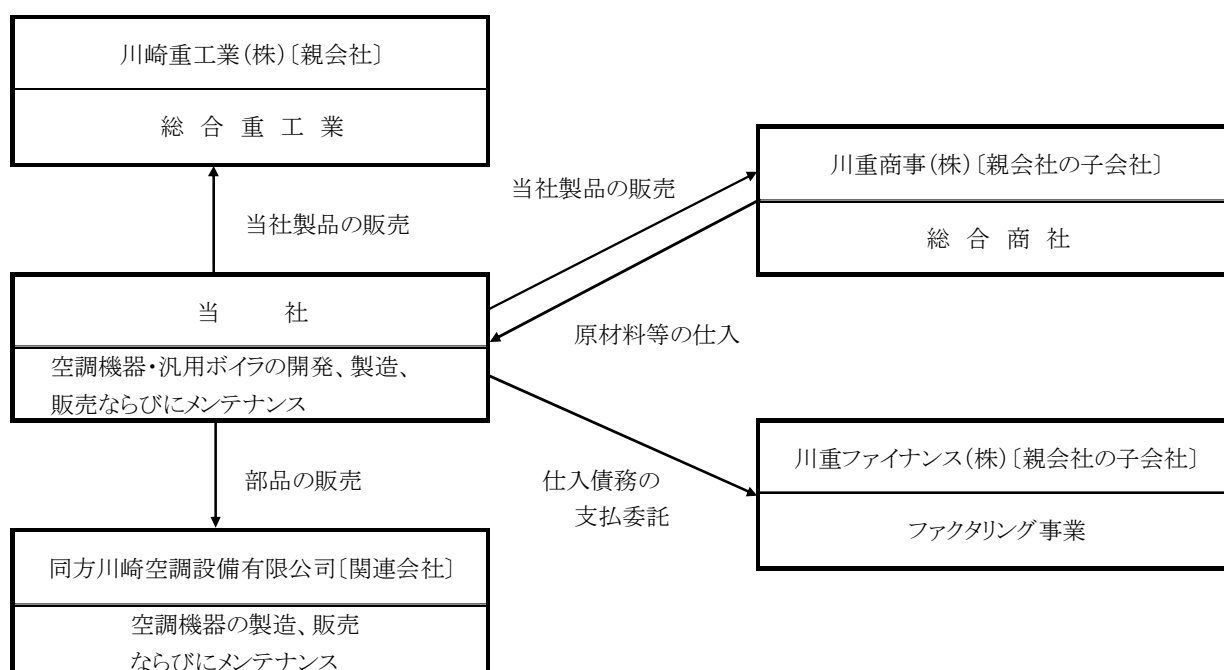 川崎重工業(株)〔親会社〕
総合重工業
当社製品の販売
当社
空調機器・汎用ボイラの開発、製造、
販売ならびにメンテナンス
部品の販売
同方川崎空調設備有限公司〔関連会社〕
空調機器の製造、販売
ならびにメンテナンス
当社製品の販売
川重商事(株)〔親会社の子会社〕
総合商社
原材料等の仕入
仕入債務の
支払委託
川重ファイナンス(株)〔親会社の子会社〕
ファクタリング事業